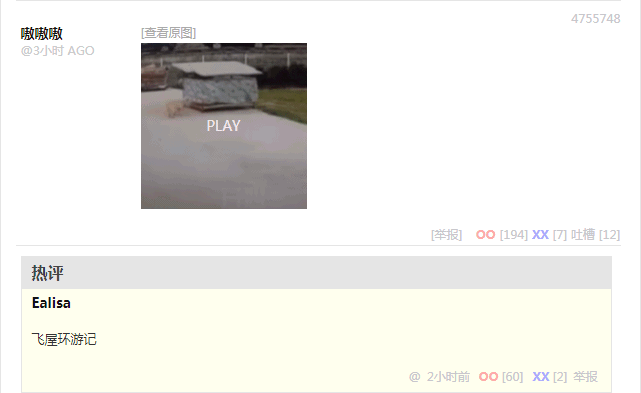 4755748
嗷嗷嗷
@3小时 AGO
[查看原图]
PLAY
[举报] OO [194] XX [7] 吐槽 [12]
热评
Ealisa
飞屋环游记
@ 2小时前 OO [60] XX [2] 举报